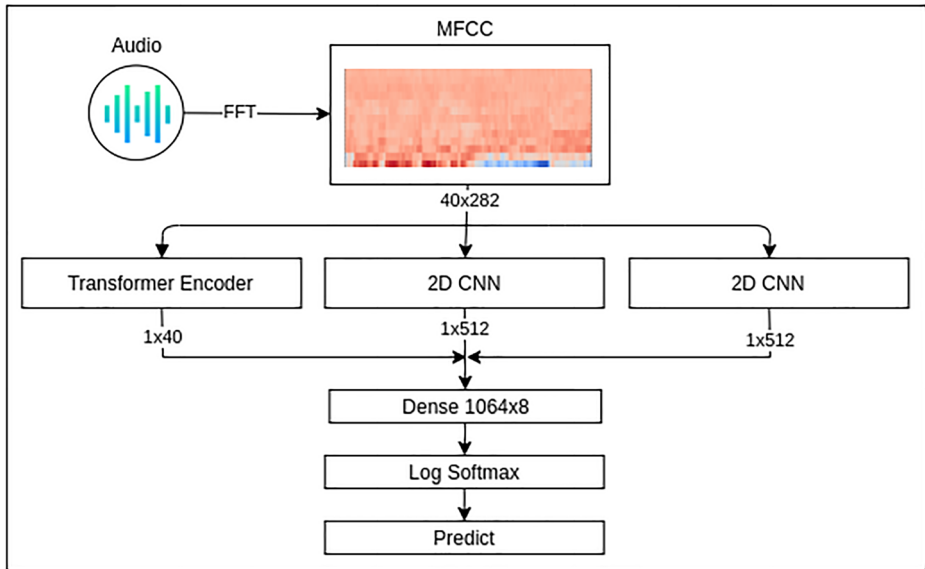 MFCC
Audio
FFT
40x282
Transformer Encoder
2D CNN
2D CNN
1x40
1x512
1x512
Dense 1064x8
Log Softmax
Predict